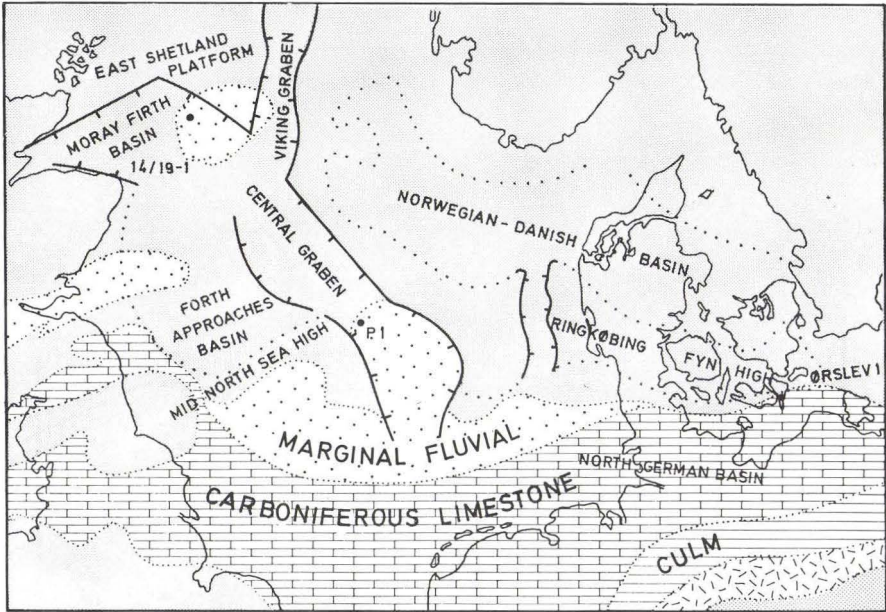 EAST SHETLAND
PLATFORM
MORAY FIRTH
BASIN
14/19-1
VIKING GRABEN
CENTRAL GRABEN
NORWEGIAN - DANISH
BASIN
FORTH
APPROACHES
BASIN
P.1
MID NORTH SEA HIGH
RINGKØBING
FYN
HIGH
ØRSLEV 1
MARGINAL FLUVIAL
NORTH-GERMAN BASIN
CARBONIFEROUS LIMESTONE
CULM